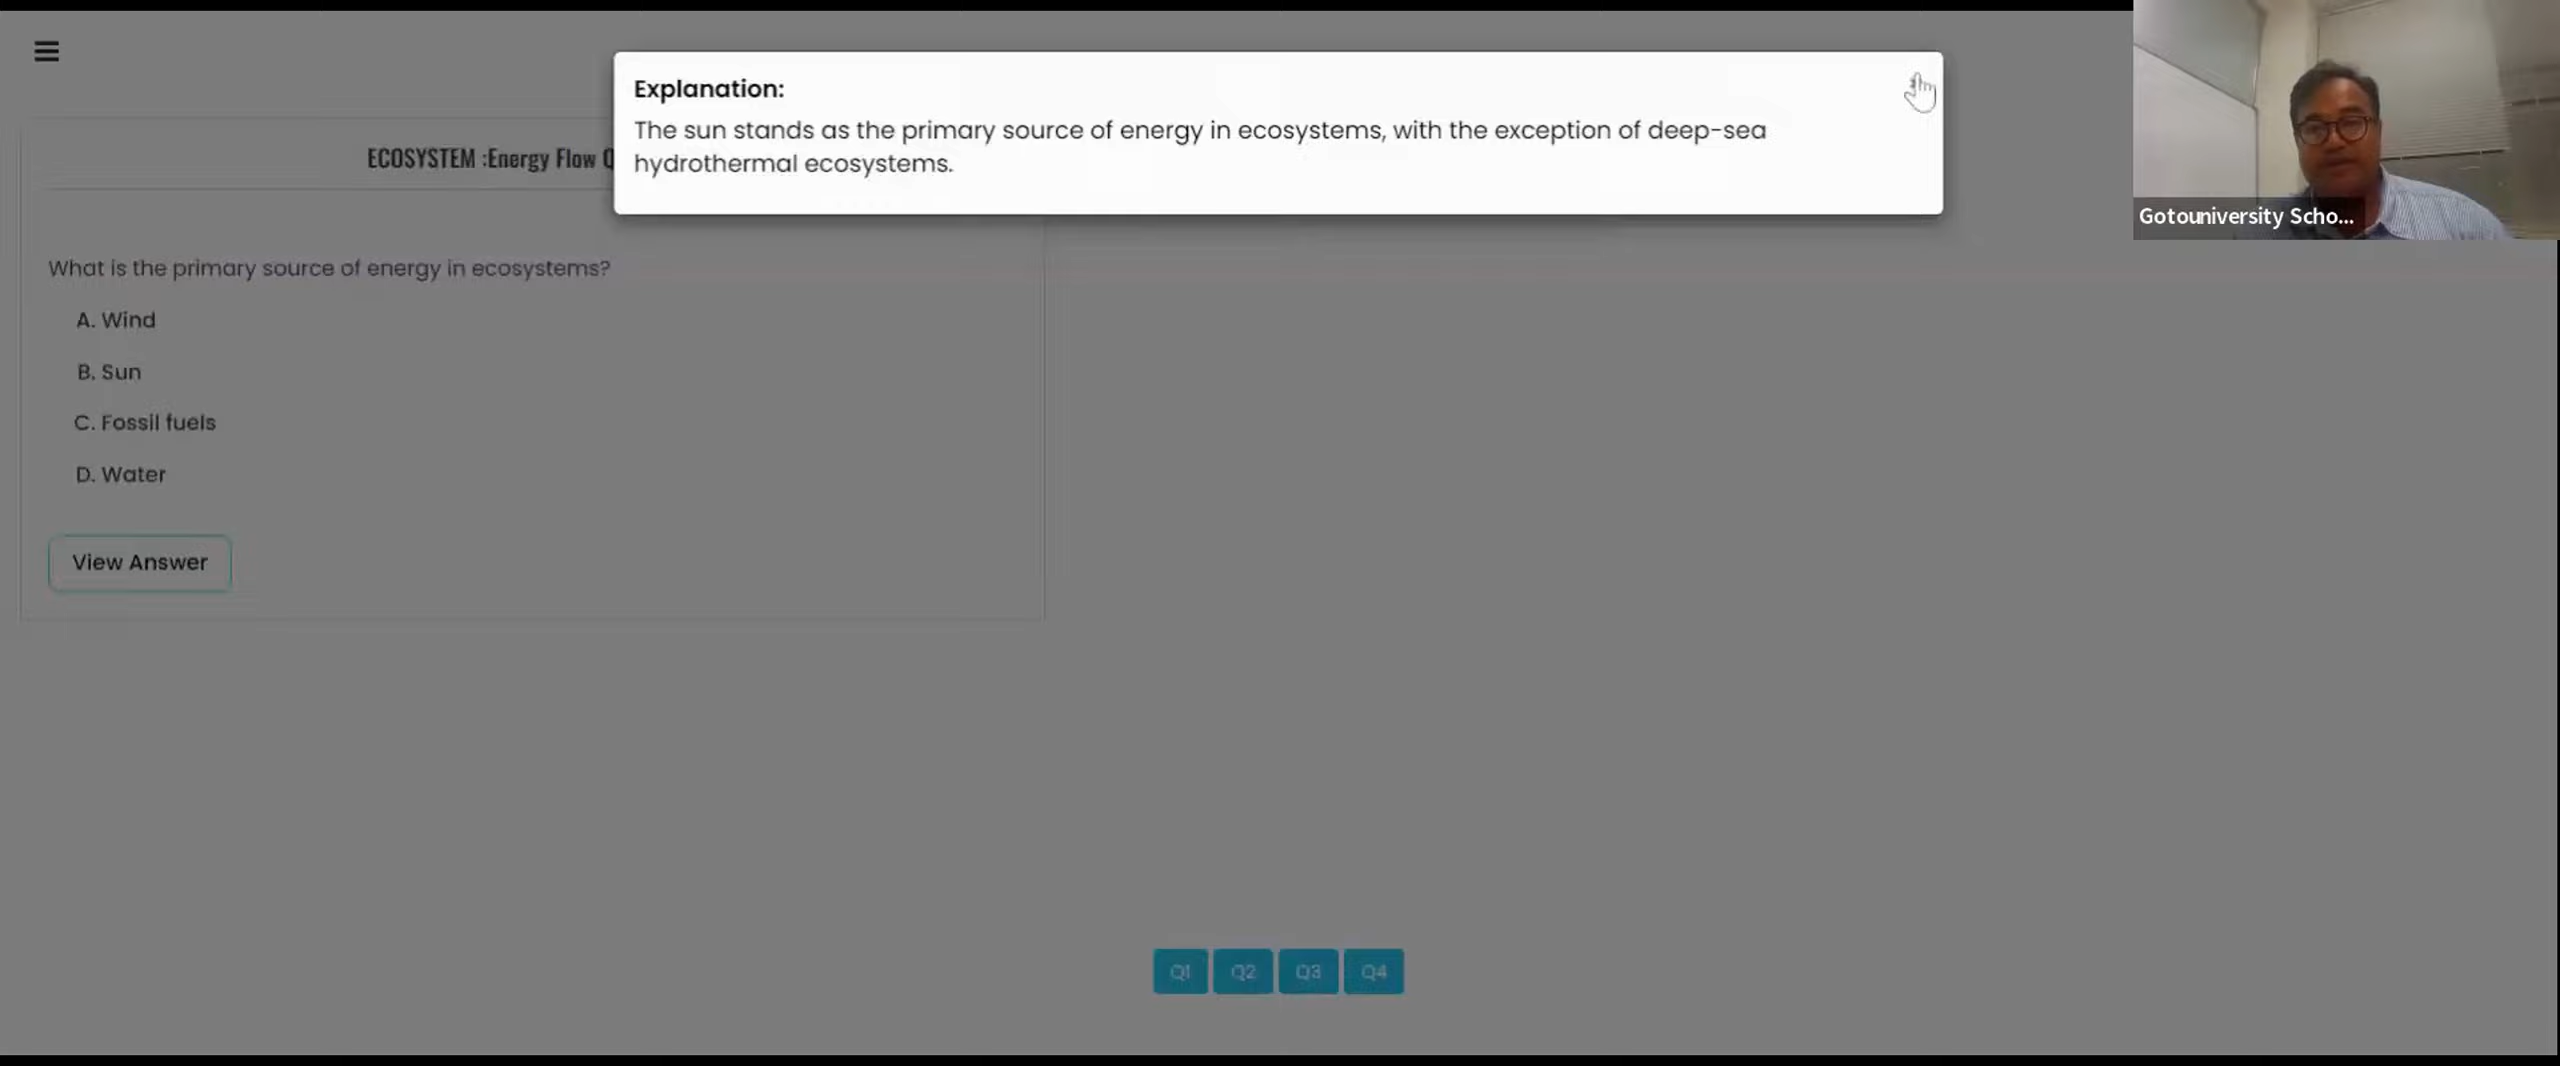 Explanation:
The sun stands as the primary source of energy in ecosystems, with the exception of deep-sea
hydrothermal ecosystems.
ECOSYSTEM :Energy Flow Q
What is the primary source of energy in ecosystems?
A. Wind
B. Sun
C. Fossil fuels
D. Water
View Answer
Q1 Q2 Q3 Q4
Gotouniversity Scho...